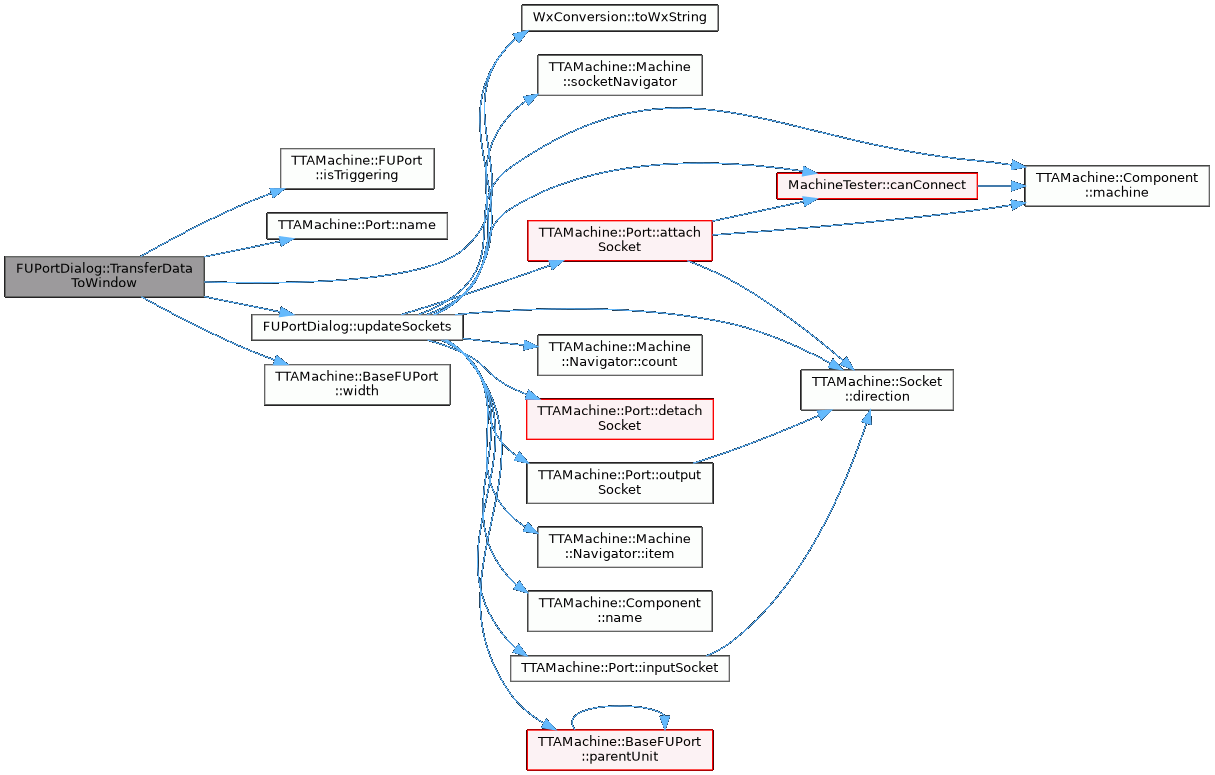 WxConversion::toWxString
TTAMachine::Machine
::socketNavigator
TTAMachine::FUPort
::isTriggering
MachineTester::canConnect
TTAMachine::Component
::machine
TTAMachine::Port::name
TTAMachine::Port::attach
Socket
FUPortDialog::TransferData
ToWindow
FUPortDialog::updateSockets
TTAMachine::Machine
::Navigator::count
TTAMachine::BaseFUPort
::width
TTAMachine::Socket
::direction
TTAMachine::Port::detach
Socket
TTAMachine::Port::output
Socket
TTAMachine::Machine
::Navigator::item
TTAMachine::Component
::name
TTAMachine::Port::inputSocket
TTAMachine::BaseFUPort
::parentUnit